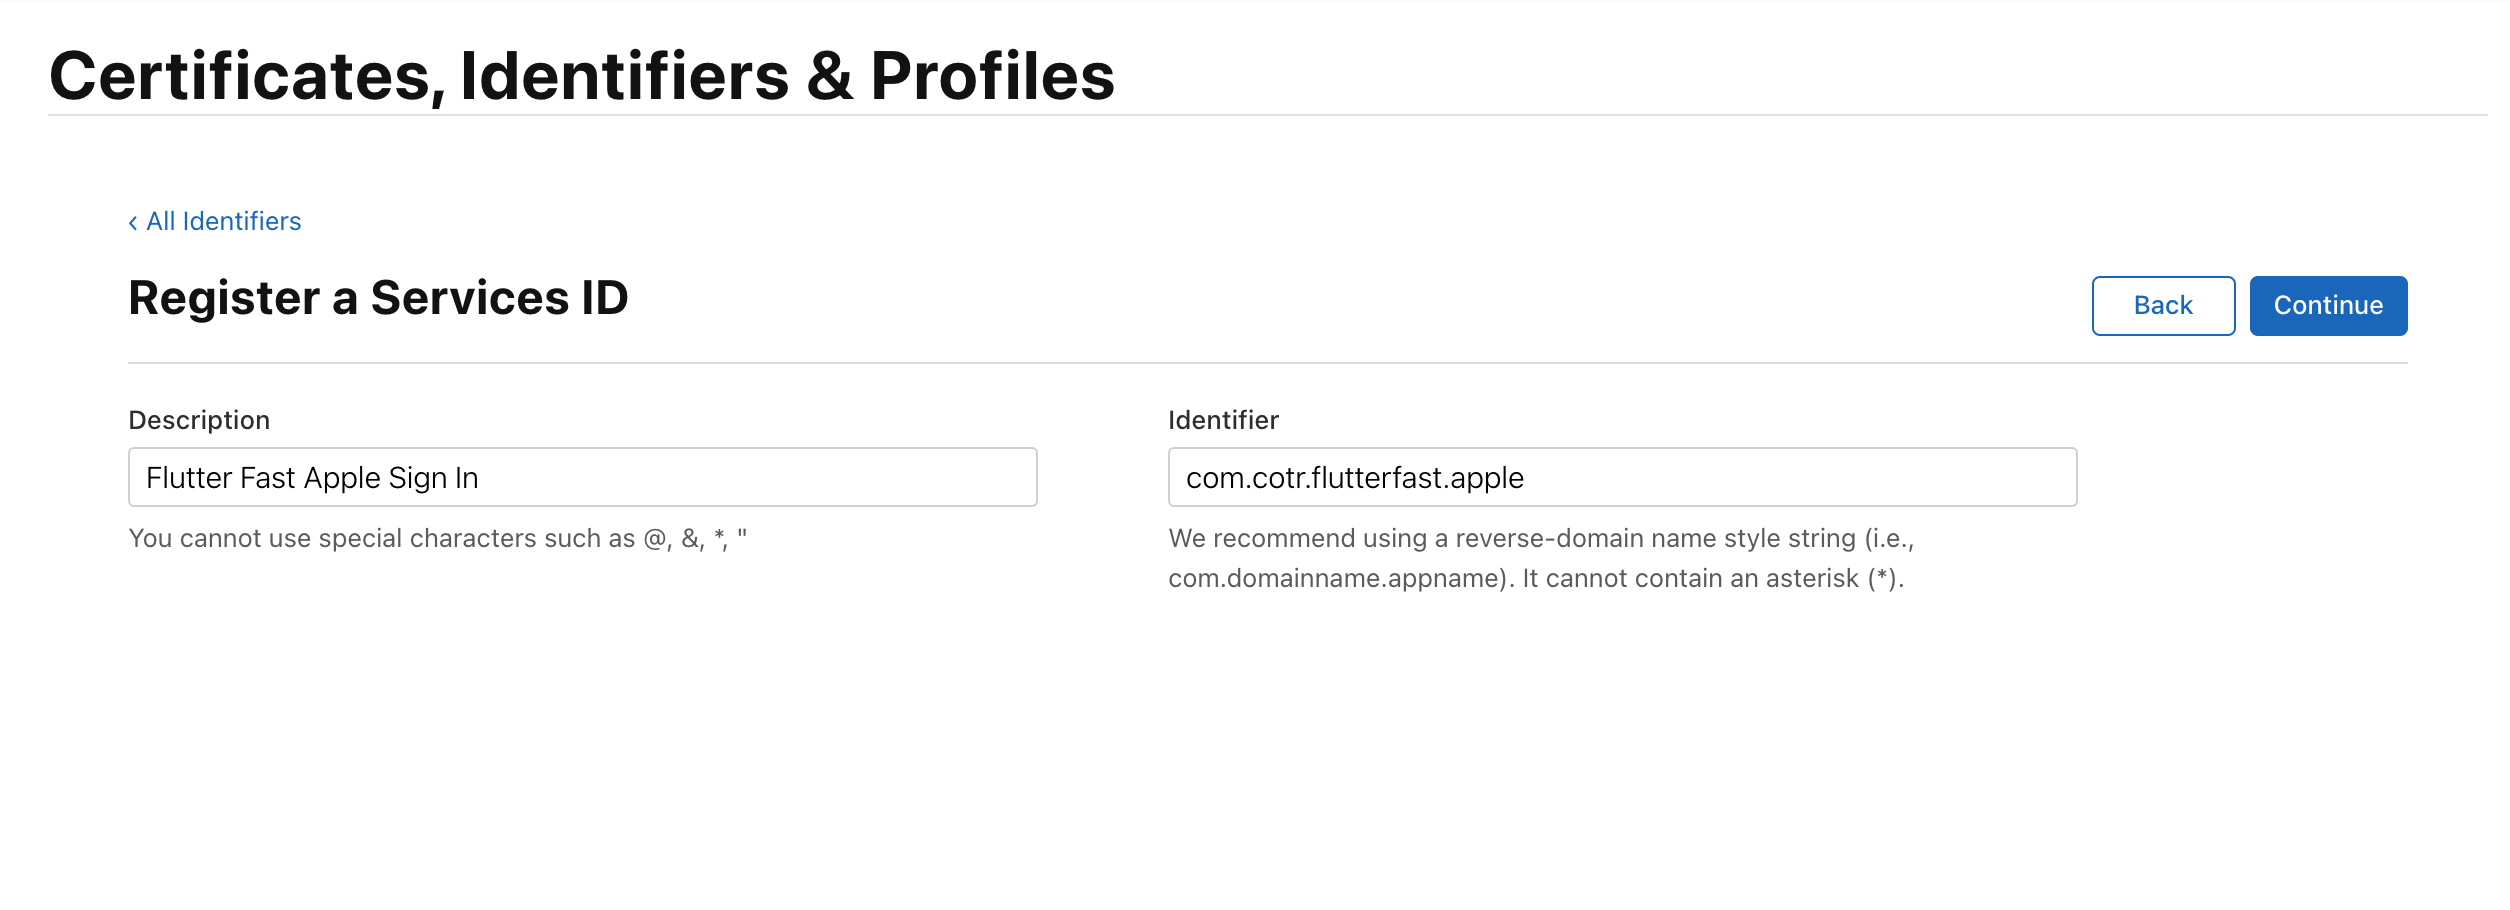 Certificates, Identifiers & Profiles
‹ All Identifiers
Register a Services ID
Back
Continue
Description
Identifier
Flutter Fast Apple Sign In
com.cotr.flutterfast.apple
You cannot use special characters such as @, &, *, "
We recommend using a reverse-domain name style string (i.e.,
com.domainname.appname). It cannot contain an asterisk (*).